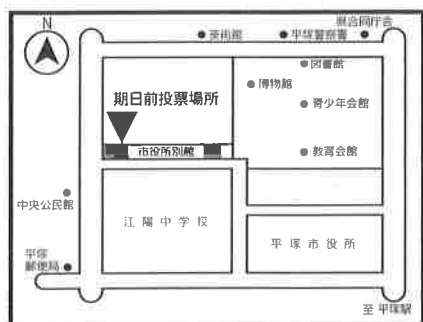 N
県合同庁舎
美術館
平塚警察署
図書館
博物館
期日前投票場所
青少年会館
市役所別館
教育会館
中央公民館
江陽中学校
平塚市役所
平塚
郵便局
至 平塚駅